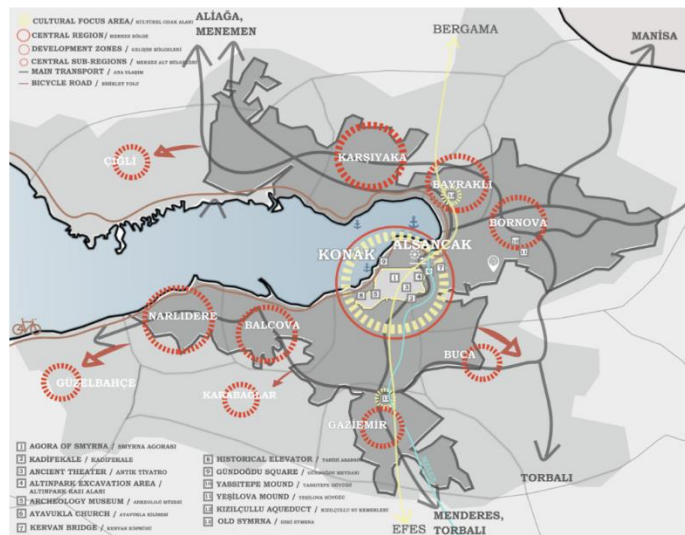 CULTURAL FOCUS AREA/ KÜLTÜREL ODAK ALANI
CENTRAL REGION/ MERKEZ BÖLGE
DEVELOPMENT ZONES / GELİŞİM BÖLGELERİ
CENTRAL SUB-REGIONS / MERKEZ ALT BÖLGELERİ
MAIN TRANSPORT / ANA ULAŞIM
BICYCLE ROAD / BİSİKLET YOLU
ALİAĞA,
MENEMEN
BERGAMA
MANİSA
ÇİĞLİ
KARŞIYAKA
BAYRAKLI
BORNOVA
KONAK
ALSANCAK
NARLIDERE
BALCOVA
BUCA
GÜZELBAHÇE
KARABAĞLAR
GAZİEMİR
TORBALI
MENDERES,
TORBALI
EFES
1 AGORA OF SMYRNA / SMYRNA AGORASI
2 KADİFEKALE / KADİFEKALE
3 ANCIENT THEATER / ANTİK TİYATRO
4 ALTINPARK EXCAVATION AREA /
ALTINPARK KAZI ALANI
5 ARCHEOLOGY MUSEUM / ARKEOLOJİ MÜZESİ
6 AYAVUKLA CHURCH / AYAVUKLA KİLİSESİ
7 KERVAN BRIDGE / KERVAN KÖPRÜSÜ
8 HISTORICAL ELEVATOR / TARİHİ ASANSÖR
9 GÜNDOĞDU SQUARE / GÜNDOĞDU MEYDANI
10 YASSITEPE MOUND / YASSITEPE HÖYÜĞÜ
11 YEŞİLOVA MOUND / YEŞİLOVA HÖYÜĞÜ
12 KIZILÇULLU AQUEDUCT / KIZILÇULLU SU KEMERLERİ
OLD SYMRNA / ESKİ SYMRNA